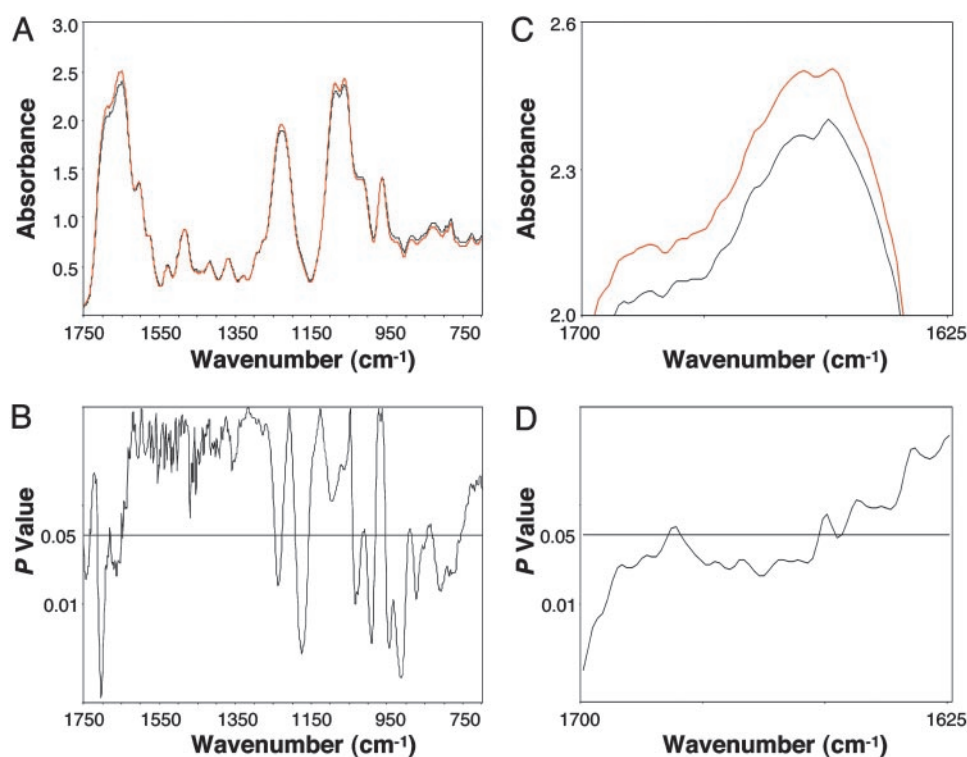 A
3.0
2.5
2.0
1.5
1.0
0.5
Absorbance
1750 1550 1350 1150 950 750
Wavenumber (cm-1)
C
2.6
2.3
2.0
Absorbance
1700 1625
Wavenumber (cm-1)
B
0.05
0.01
P Value
1750 1550 1350 1150 950 750
Wavenumber (cm-1)
D
0.05
0.01
P Value
1700 1625
Wavenumber (cm-1)